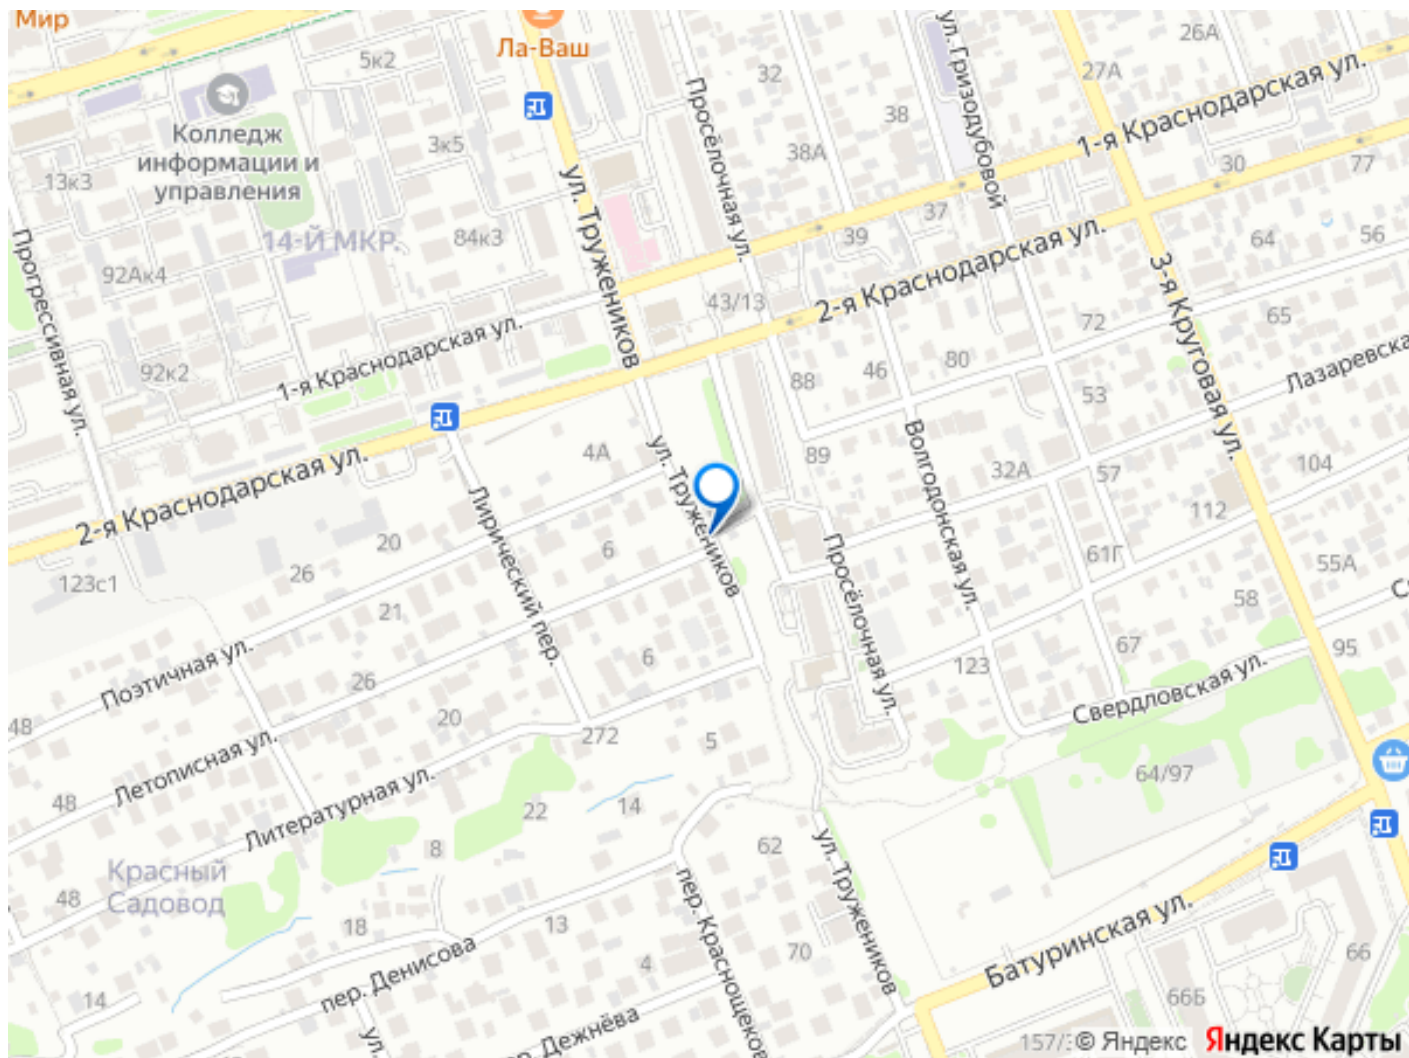 Мир
Ла-Ваш
5к2
32
26А
27А
ул. Гризодубовой
1-я Краснодарская ул.
Колледж
информации и
управления
3к5
38
38А
Просёлочная ул.
13к3
30
77
ул. Тружеников
14-Й МКР.
84к3
37
39
64
56
Прогрессивная ул.
92Ак4
2-я Краснодарская ул.
3-я Круговая ул.
43/13
72
65
1-я Краснодарская ул.
92к2
88
46
80
53
Лазаревска
2-я Краснодарская ул.
4А
ул. Тружеников
89
Волгодонская ул.
32А
57
104
112
Лирический пер.
20
6
Просёлочная ул.
61Г
55А
123с1
26
21
58
Поэтичная ул.
6
123
67
95
Сл
48
26
20
Свердловская ул.
Летописная ул.
272
5
64/97
48
Литературная ул.
22
14
8
62
ул. Тружеников
Красный
Садовод
48
18
13
пер. Краснощеков
70
Батуринская ул.
66
пер. Денисова
4
14
66Б
ул.
ер. Дежнёва
157/3
© Яндекс
Яндекс Карты